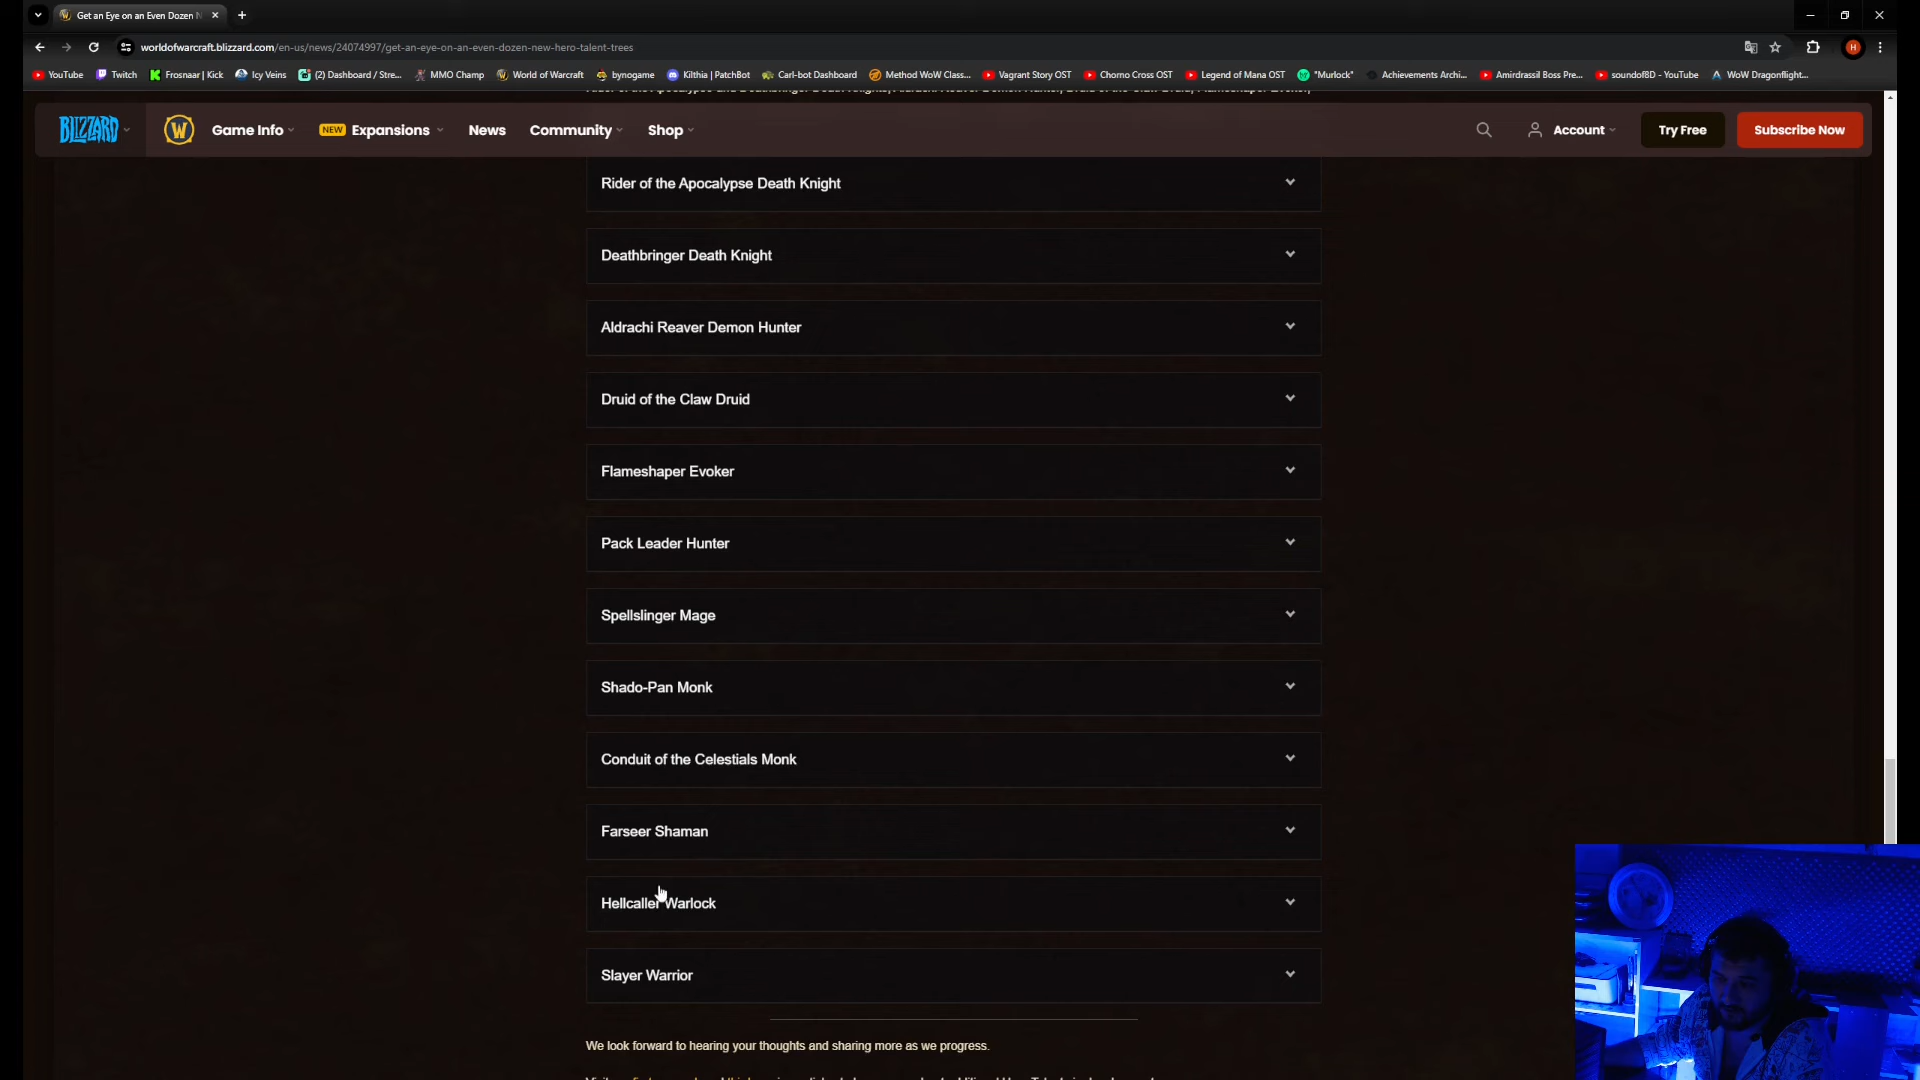 Get an Eye on an Even Dozen N
worldofwarcraft.blizzard.com/en-us/news/24074997/get-an-eye-on-an-even-dozen-new-hero-talent-trees
H
YouTube Twitch Frosnaar | Kick Icy Veins (2) Dashboard / Stre... MMO Champ World of Warcraft bynogame Kilthia | PatchBot Carl-bot Dashboard Method WoW Clas... Vagrant Story OST Chorno Cross OST Legend of Mana OST "Murlock" Achievements Archi... Amirdrassil Boss Pre... soundof8D - YouTube WoW Dragonflight...
BLIZZARD W Game Info NEW Expansions News Community Shop Account Try Free Subscribe Now
Rider of the Apocalypse Death Knight
Deathbringer Death Knight
Aldrachi Reaver Demon Hunter
Druid of the Claw Druid
Flameshaper Evoker
Pack Leader Hunter
Spellslinger Mage
Shado-Pan Monk
Conduit of the Celestials Monk
Farseer Shaman
Hellcaller Warlock
Slayer Warrior
We look forward to hearing your thoughts and sharing more as we progress.